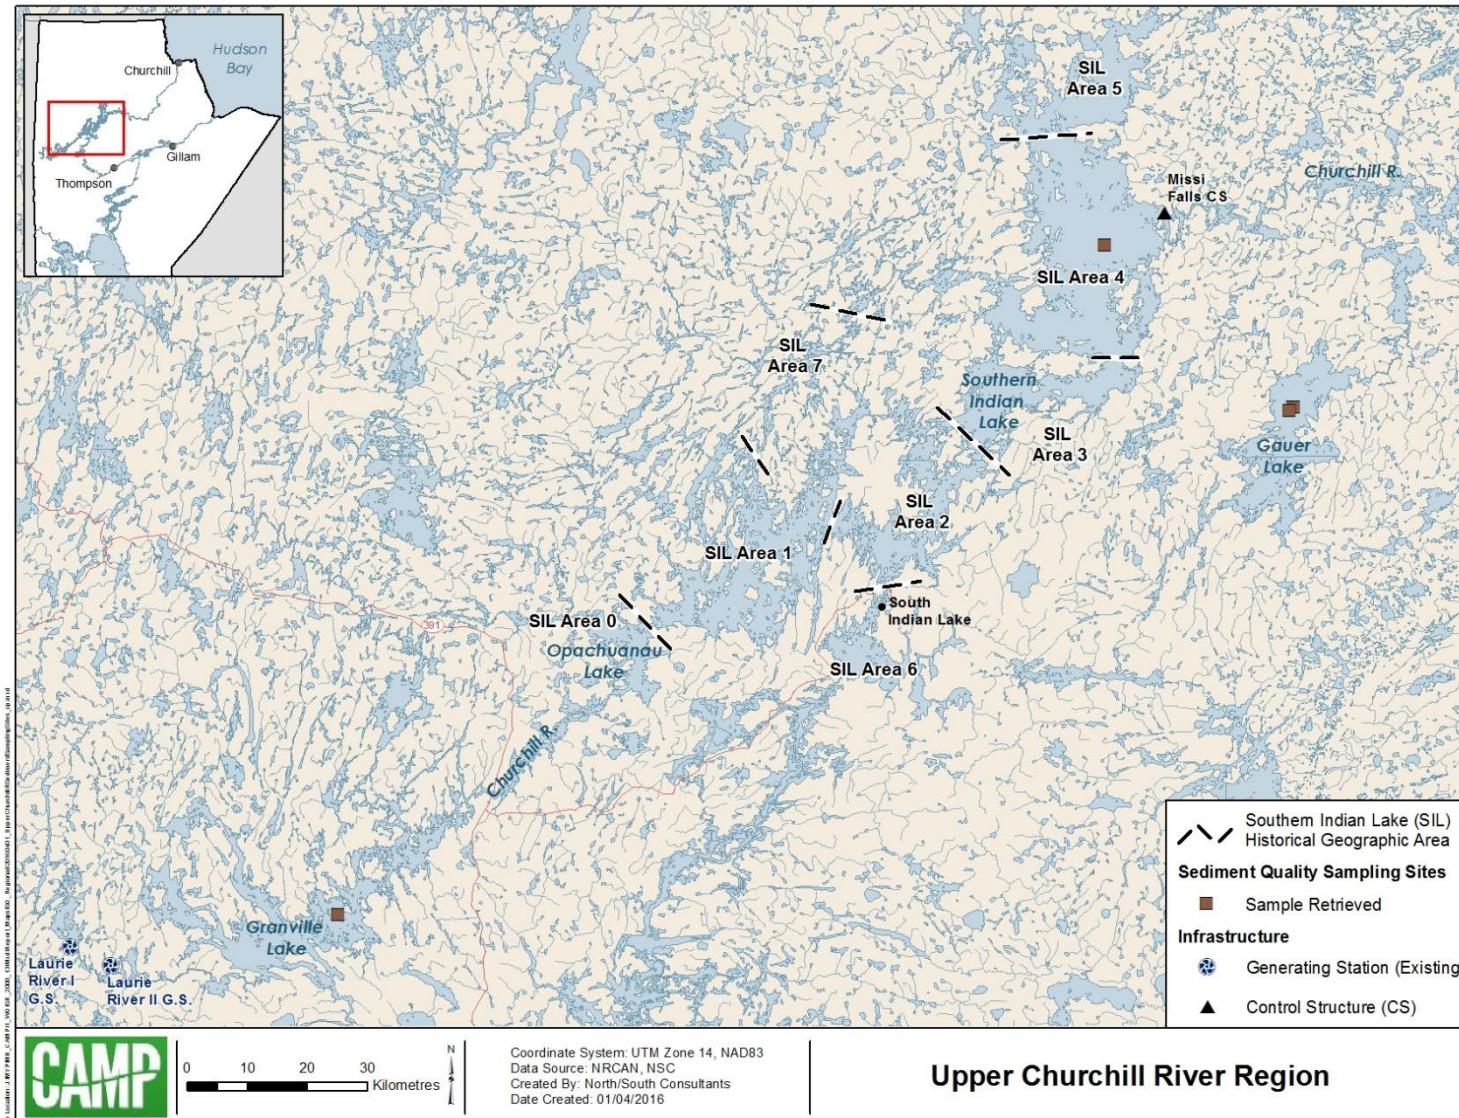 Hudson
Bay
Churchill
Gillam
Thompson
SIL
Area 5
Churchill R.
Missi
Falls CS
SIL Area 4
SIL
Area 7
Southern
Indian
Lake
SIL
Area 3
Gauer
Lake
SIL
Area 2
SIL Area 1
South
Indian Lake
SIL Area 0
391
Opachuanau
Lake
SIL Area 6
Churchill R.
Granville
Lake
Laurie
River I
G.S.
Laurie
River II G.S.
Southern Indian Lake (SIL)
Historical Geographic Area
Sediment Quality Sampling Sites
Sample Retrieved
Infrastructure
Generating Station (Existing
Control Structure (CS)
CAMP
0 10 20 30
Kilometres
N
S
Coordinate System: UTM Zone 14, NAD83
Data Source: NRCAN, NSC
Created By: North/South Consultants
Date Created: 01/04/2016
Upper Churchill River Region